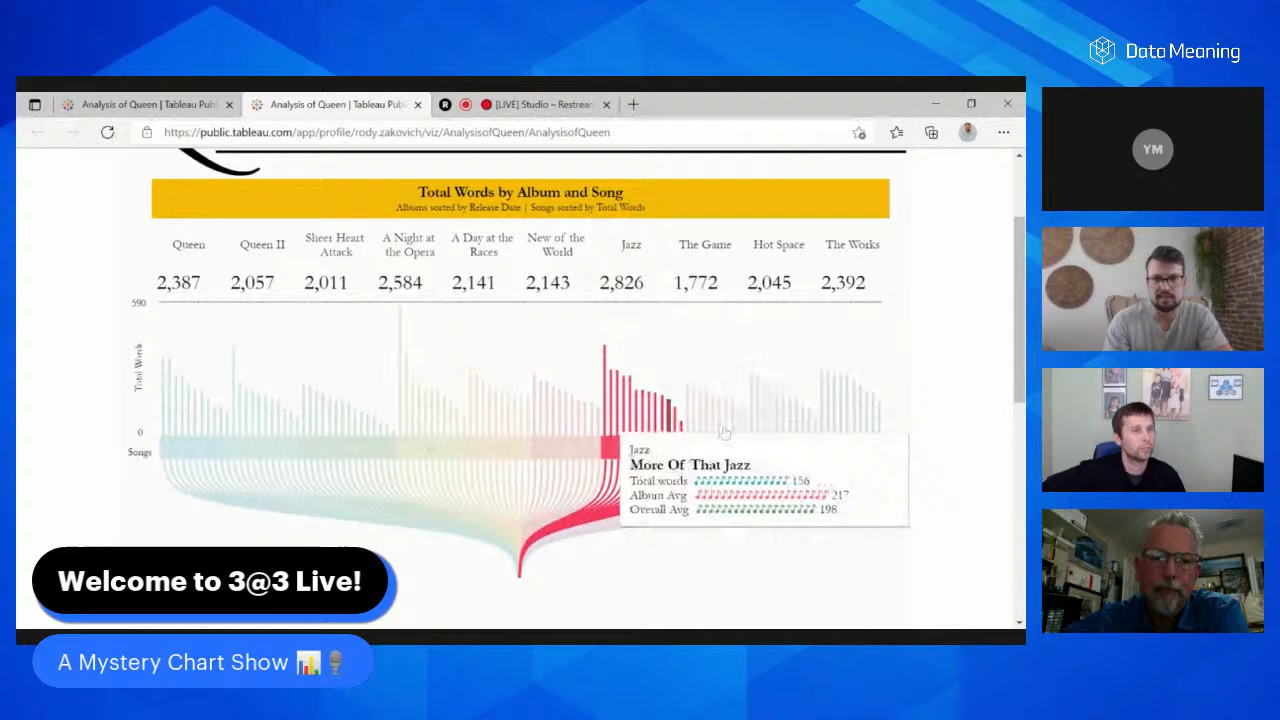 Data Meaning
Analysis of Queen | Tableau Publ
Analysis of Queen | Tableau Publ
R
[LIVE] Studio – Restream
https://public.tableau.com/app/profile/rody.zakovich/viz/AnalysisofQueen/AnalysisofQueen
YM
Total Words by Album and Song
Albums sorted by Release Date | Songs sorted by Total Words
Queen
Queen II
Sheer Heart Attack
A Night at the Opera
A Day at the Races
New of the World
Jazz
The Game
Hot Space
The Works
2,387 2,057 2,011 2,584 2,141 2,143 2,826 1,772 2,045 2,392
590
Total Words
0
Songs
Jazz
More Of That Jazz
Total words 156
Album Avg 217
Overall Avg 198
Welcome to 3@3 Live!
A Mystery Chart Show